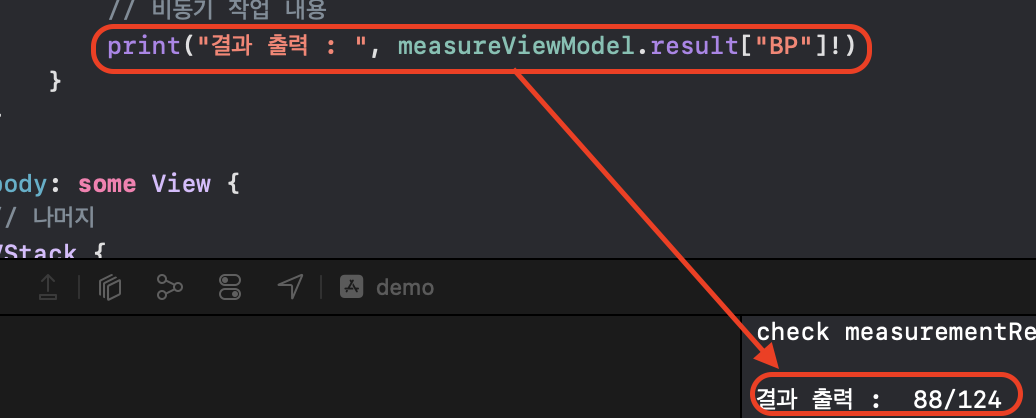 // 비동기 작업 내용
print("결과 출력 : ", measureViewModel.result["BP"]!)
}
body: some View {
// 나머지
VStack {
demo
check measurementRe
결과 출력 :  88/124